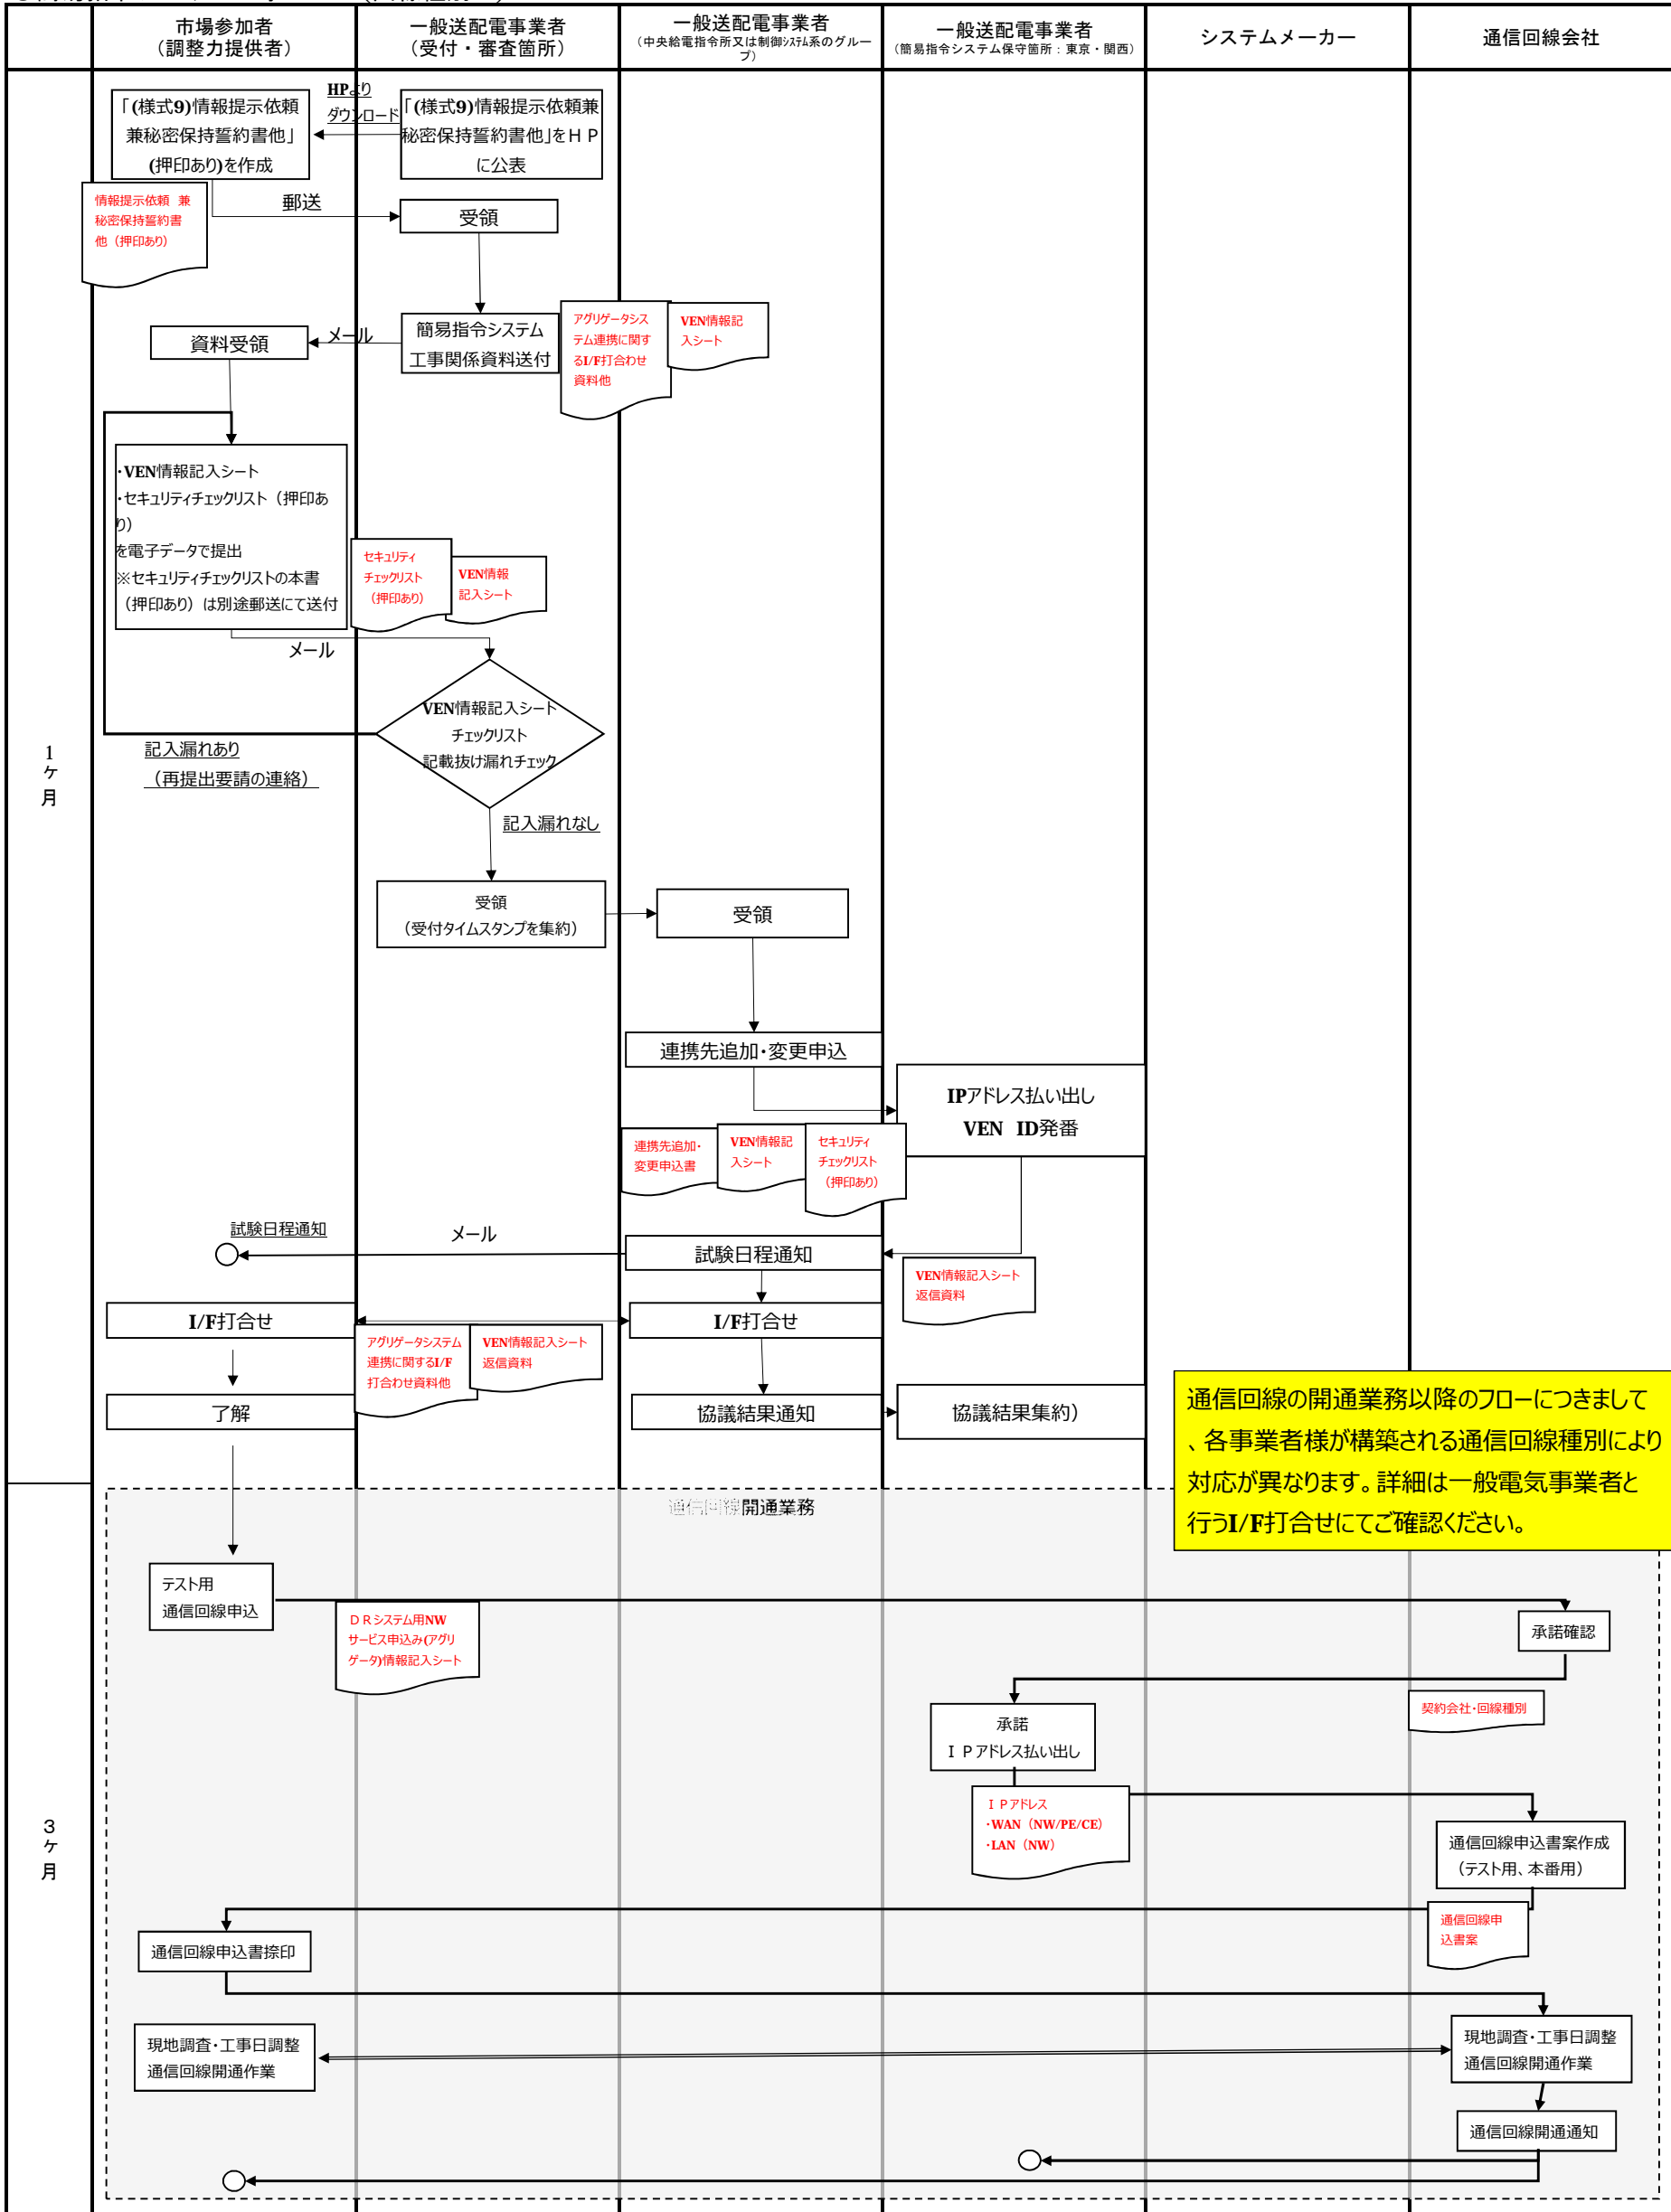 市場参加者
（調整力提供者）
一般送配電事業者
（受付・審査箇所）
一般送配電事業者
（中央給電指令所又は制御ｼｽﾃﾑ系のグルー
プ）
一般送配電事業者
（簡易指令システム保守箇所：東京・関西）
システムメーカー
通信回線会社
1
ヶ
月
「(様式9)情報提示依頼
兼秘密保持誓約書他」
(押印あり)を作成
HPより
ダウンロード
「(様式9)情報提示依頼兼
秘密保持誓約書他」をＨＰ
に公表
情報提示依頼　兼
秘密保持誓約書
他（押印あり）
郵送
受領
資料受領
メール
簡易指令システム
工事関係資料送付
アグリゲータシス
テム連携に関す
るI/F打合わせ
資料他
VEN情報記
入シート
・VEN情報記入シート
・セキュリティチェックリスト（押印あ
り）
を電子データで提出
※セキュリティチェックリストの本書
（押印あり）は別途郵送にて送付
セキュリティ
チェックリスト
（押印あり）
VEN情報
記入シート
メール
VEN情報記入シート
チェックリスト
記載抜け漏れチェック
記入漏れあり
（再提出要請の連絡）
記入漏れなし
受領
（受付タイムスタンプを集約）
受領
連携先追加・変更申込
IPアドレス払い出し
VEN　ID発番
連携先追加・
変更申込書
VEN情報記
入シート
セキュリティ
チェックリスト
（押印あり）
試験日程通知
メール
試験日程通知
VEN情報記入シート
返信資料
I/F打合せ
I/F打合せ
アグリゲータシステム
連携に関するI/F
打合わせ資料他
VEN情報記入シート
返信資料
了解
協議結果通知
協議結果集約）
通信回線の開通業務以降のフローにつきまして
、各事業者様が構築される通信回線種別により
対応が異なります。詳細は一般電気事業者と
行うI/F打合せにてご確認ください。
3
ヶ
月
通信回線開通業務
テスト用
通信回線申込
ＤＲシステム用NW
サービス申込み(アグリ
ゲータ)情報記入シート
承諾確認
契約会社・回線種別
承諾
ＩＰアドレス払い出し
ＩＰアドレス
・WAN（NW/PE/CE）
・LAN（NW）
通信回線申込書案作成
（テスト用、本番用）
通信回線申
込書案
通信回線申込書捺印
現地調査・工事日調整
通信回線開通作業
現地調査・工事日調整
通信回線開通作業
通信回線開通通知